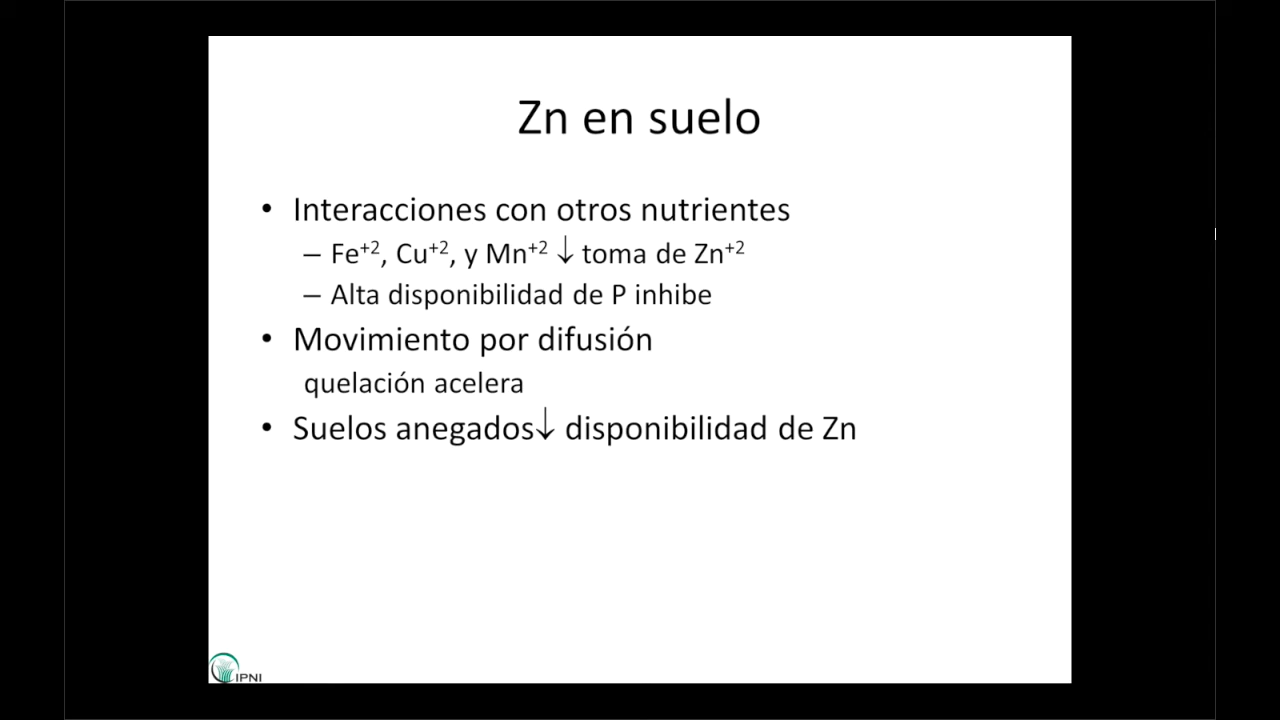 Zn en suelo
• Interacciones con otros nutrientes
– Fe⁺², Cu⁺², y Mn⁺² ↓ toma de Zn⁺²
– Alta disponibilidad de P inhibe
• Movimiento por difusión
quelación acelera
• Suelos anegados↓ disponibilidad de Zn
IPNI